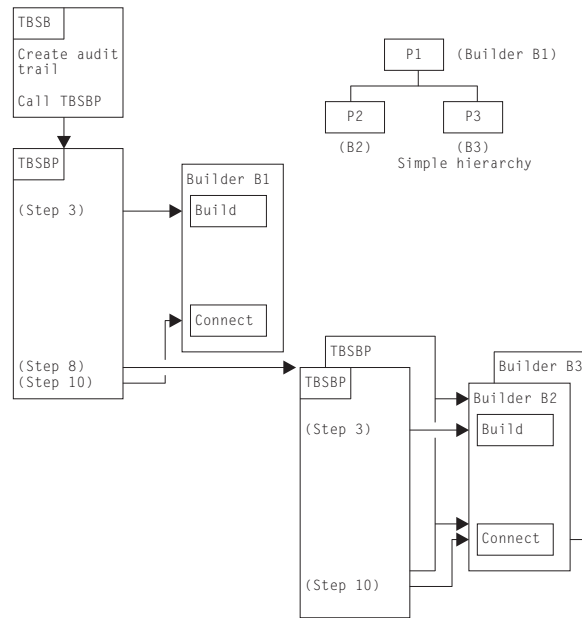 TBSB
Create audit
trail
Call TBSBP
P1
(Builder B1)
P2
P3
(B2)
(B3)
Simple hierarchy
TBSBP
(Step 3)
(Step 8)
(Step 10)
Builder B1
Build
Connect
TBSBP
TBSBP
(Step 3)
(Step 10)
Builder B3
Builder B2
Build
Connect